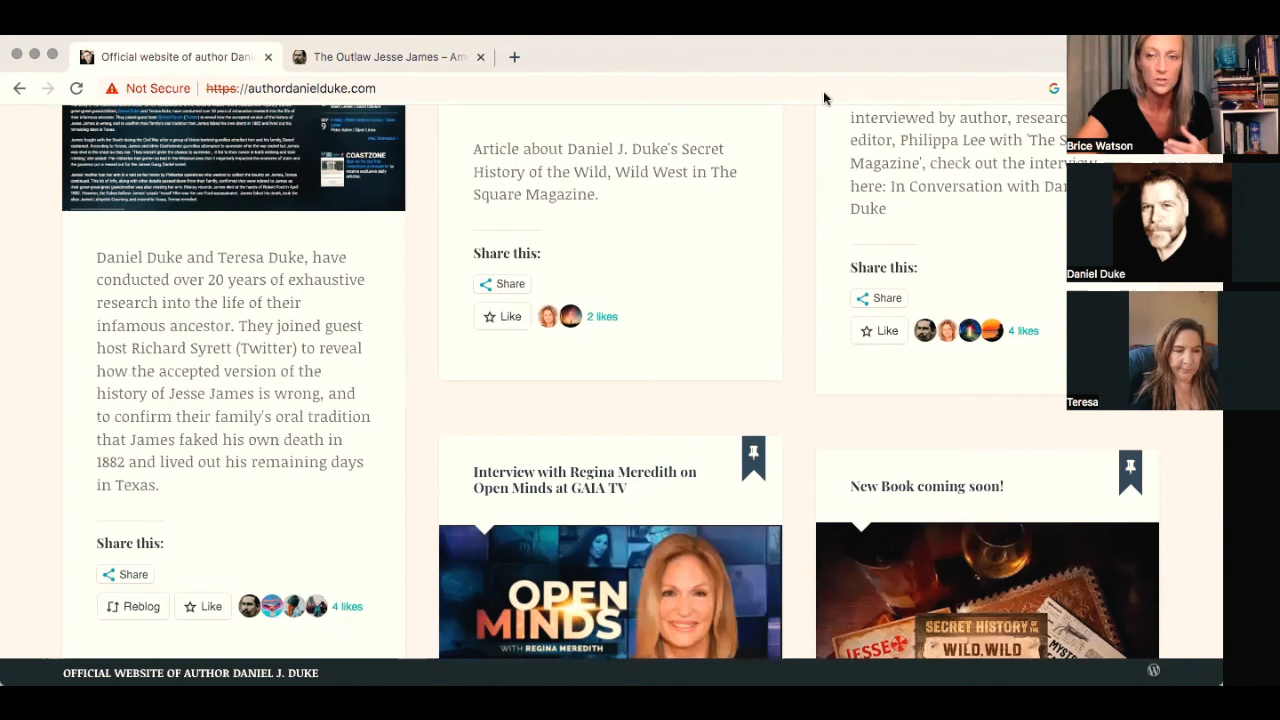 Official website of author Dani
The Outlaw Jesse James – Ame
Not Secure
https://authordanielduke.com
COASTZONE
Daniel Duke and Teresa Duke, have
conducted over 20 years of exhaustive
research into the life of their
infamous ancestor. They joined guest
host Richard Syrett (Twitter) to reveal
how the accepted version of the
history of Jesse James is wrong, and
to confirm their family's oral tradition
that James faked his own death in
1882 and lived out his remaining days
in Texas.
Share this:
Share
Reblog
Like
4 likes
Article about Daniel J. Duke's Secret
History of the Wild, Wild West in The
Square Magazine.
Share this:
Share
Like
2 likes
Interview with Regina Meredith on
Open Minds at GAIA TV
OPEN
MINDS
WITH REGINA MEREDITH
interviewed by author, resear
editor, Philippa Lee with 'The S
Magazine', check out the interview
here: In Conversation with Dan
Duke
Share this:
Share
Like
4 likes
New Book coming soon!
SECRET HISTORY OF THE
WILD, WILD
JESSE
Brice Watson
Daniel Duke
Teresa
OFFICIAL WEBSITE OF AUTHOR DANIEL J. DUKE